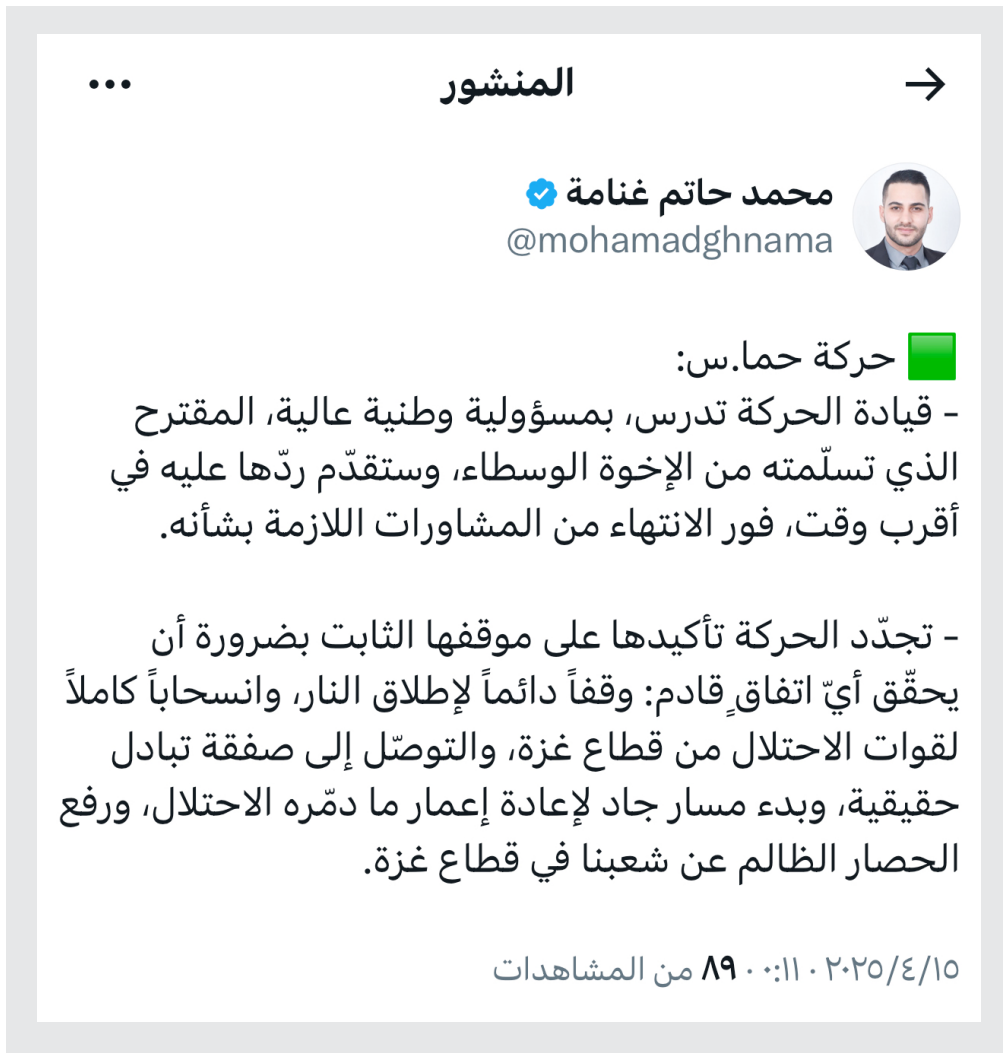 المنشور
محمد حاتم غنامة
@mohamadghnama
حركة حما.س:
- قيادة الحركة تدرس، بمسؤولية وطنية عالية، المقترح
الذي تسلّمته من الإخوة الوسطاء، وستقدّم ردّها عليه في
أقرب وقت، فور الانتهاء من المشاورات اللازمة بشأنه.
- تجدّد الحركة تأكيدها على موقفها الثابت بضرورة أن
يحقّق أيّ اتفاقٍ قادم: وقفاً دائماً لإطلاق النار، وانسحاباً كاملاً
لقوات الاحتلال من قطاع غزة، والتوصّل إلى صفقة تبادل
حقيقية، وبدء مسار جاد لإعادة إعمار ما دمّره الاحتلال، ورفع
الحصار الظالم عن شعبنا في قطاع غزة.
٢٠٢٥/٤/١٥ · ٠٠:١١ · ٨٩ من المشاهدات